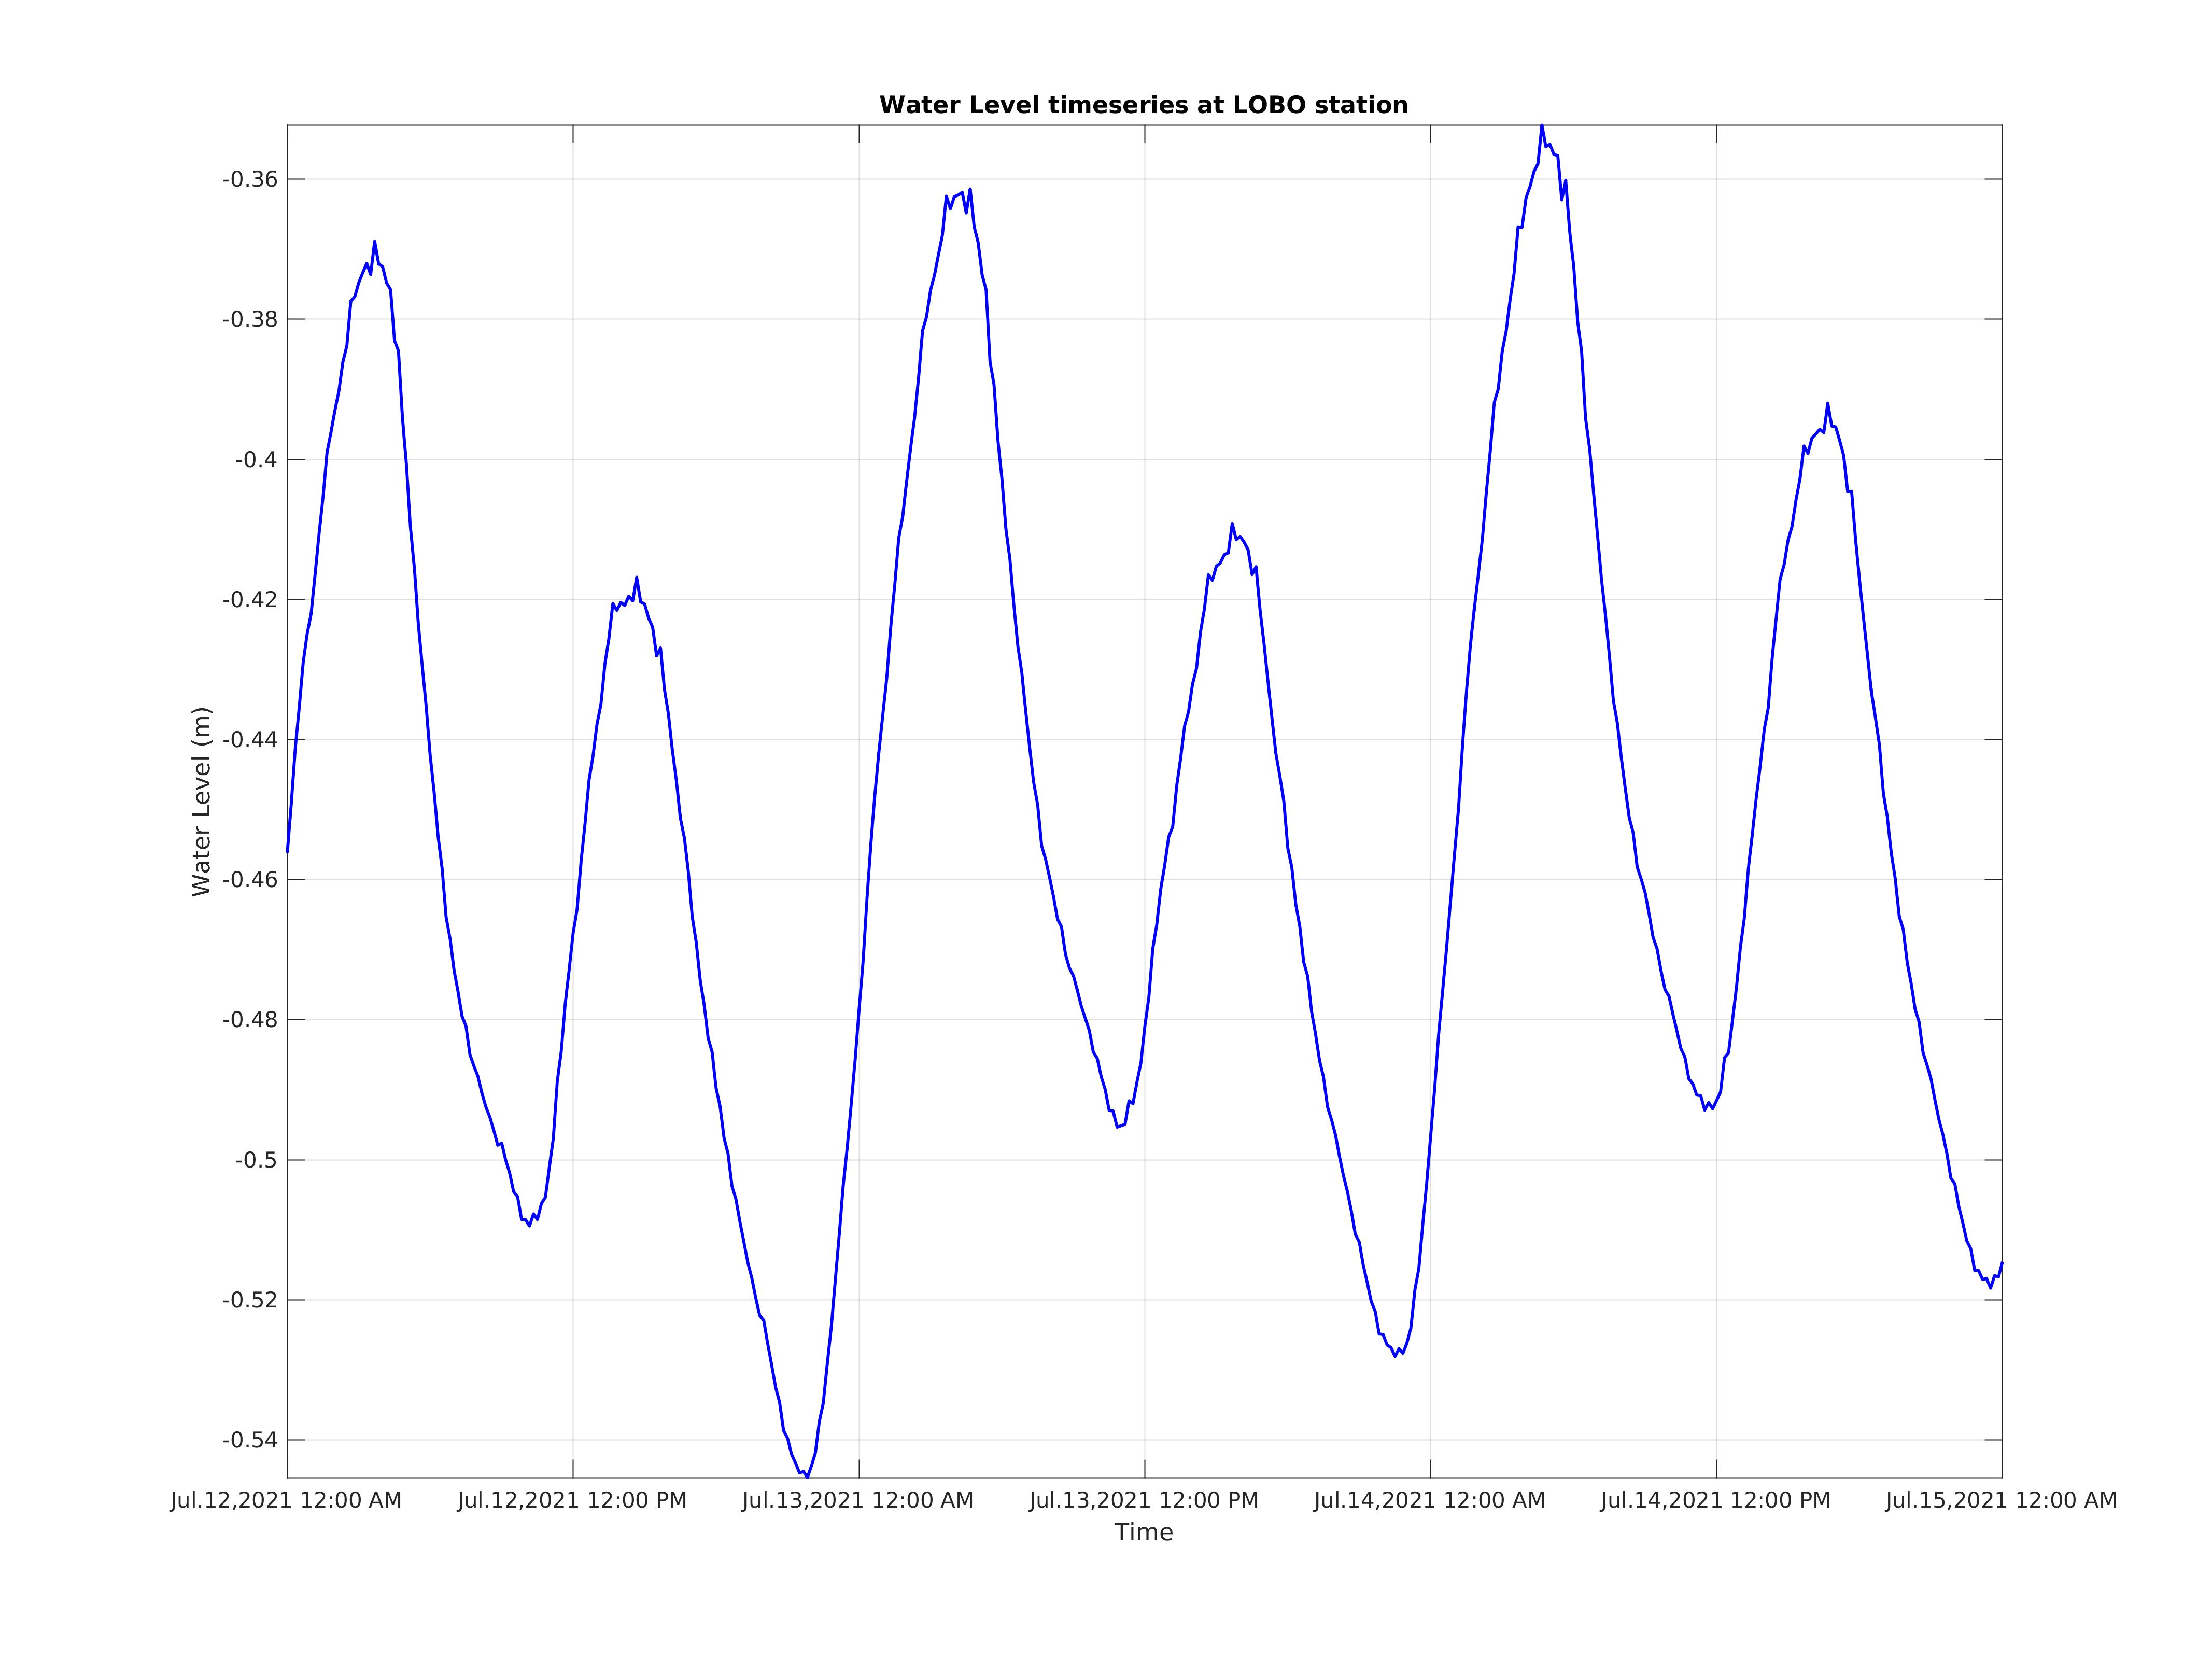 Water Level timeseries at LOBO station
-0.36
-0.38
-0.4
-0.42
-0.44
-0.46
-0.48
-0.5
-0.52
-0.54
Water Level (m)
Jul.12,2021 12:00 AM
Jul.12,2021 12:00 PM
Jul.13,2021 12:00 AM
Jul.13,2021 12:00 PM
Jul.14,2021 12:00 AM
Jul.14,2021 12:00 PM
Jul.15,2021 12:00 AM
Time